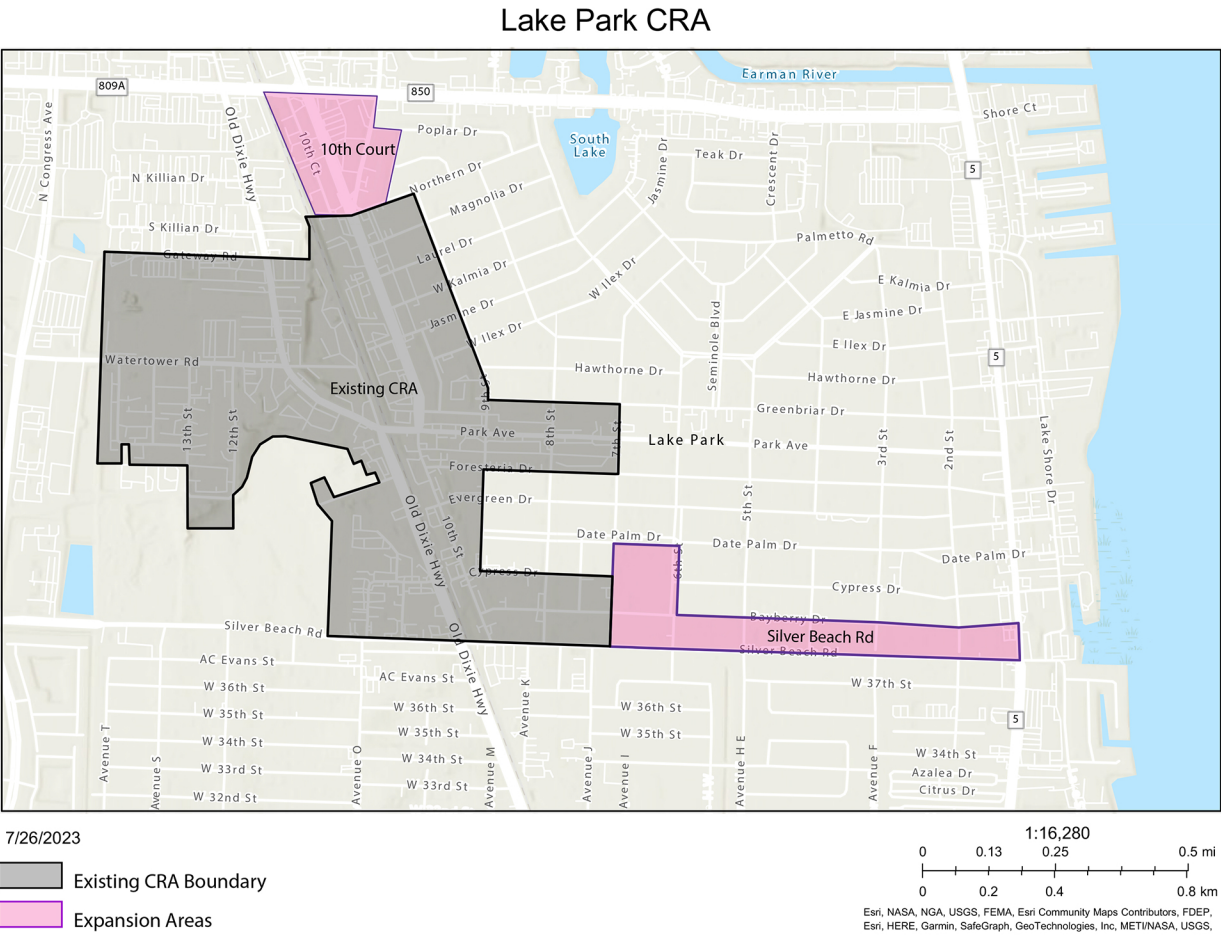 Lake Park CRA
Earman River
809A
850
Shore Ct
N Congress Ave
Old Dixie Hwy
10th Ct
10th Court
Poplar Dr
South
Lake
Jasmine Dr
Teak Dr
Crescent Dr
5
N Killian Dr
Northern Dr
Magnolia Dr
S Killian Dr
Gateway Rd
Laurel Dr
Palmetto Rd
W Kalmia Dr
W Ilex Dr
E Kalmia Dr
Jasmine Dr
E Jasmine Dr
W Ilex Dr
Seminole Blvd
E Ilex Dr
5
Watertower Rd
Hawthorne Dr
Hawthorne Dr
Existing CRA
9th St
Greenbriar Dr
13th St
12th St
Park Ave
8th St
7th St
Lake Park
Park Ave
3rd St
2nd St
Lake Shore Dr
Foresteria Dr
Evergreen Dr
5th St
Old Dixie Hwy
10th St
Date Palm Dr
6th St
Date Palm Dr
Date Palm Dr
Cypress Dr
Cypress Dr
Bayberry Dr
Silver Beach Rd
Old Dixie Hwy
Silver Beach Rd
Silver Beach Rd
AC Evans St
AC Evans St
W 36th St
W 37th St
Avenue K
W 36th St
W 36th St
W 35th St
W 35th St
W 35th St
5
Avenue T
Avenue S
W 34th St
Avenue O
W 34th St
Avenue M
Avenue J
Avenue I
Avenue H E
Avenue F
W 34th St
W 33rd St
W 33rd St
Azalea Dr
Citrus Dr
W 32nd St
7/26/2023
Existing CRA Boundary
Expansion Areas
1:16,280
0 0.13 0.25 0.5 mi
0 0.2 0.4 0.8 km
Esri, NASA, NGA, USGS, FEMA, Esri Community Maps Contributors, FDEP,
Esri, HERE, Garmin, SafeGraph, GeoTechnologies, Inc, METI/NASA, USGS,